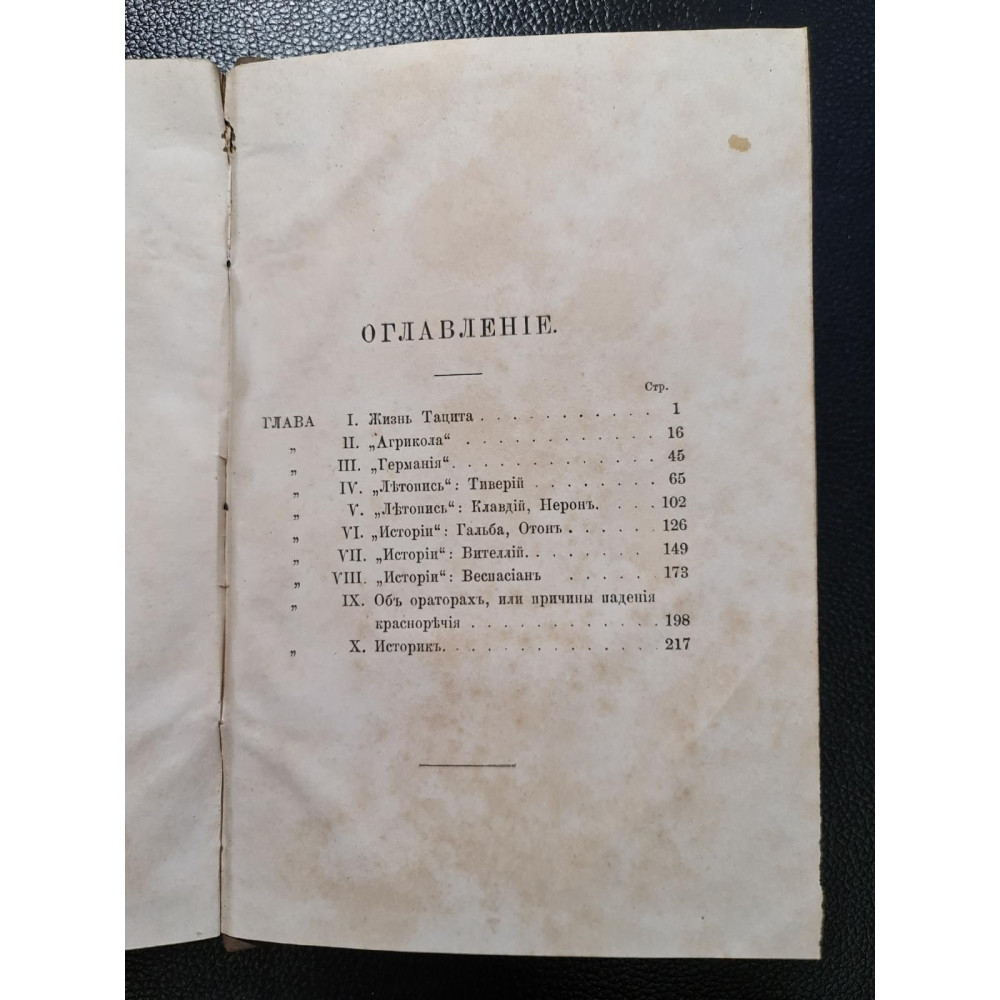 ОГЛАВЛЕНІЕ.
Стр.
ГЛАВА I. Жизнь Тацита . . . . . . . . . . . 1
„ II. „Агрикола“ . . . . . . . . . . . . 16
„ III. „Германія“ . . . . . . . . . . . . 45
„ IV. „Лѣтопись“: Тиверій . . . . . . . . 65
„ V. „Лѣтопись“: Клавдій, Неронъ. . . . 102
„ VI. „Исторіи“: Гальба, Отонъ . . . . . . 126
„ VII. „Исторіи“: Вителлій. . . . . . . . 149
„ VIII. „Исторіи“: Веспасіанъ . . . . . 173
„ IX. Объ ораторахъ, или причины паденія
краснорѣчія . . . . . . . . . . . . 198
„ X. Историкъ. . . . . . . . . . . . . . 217